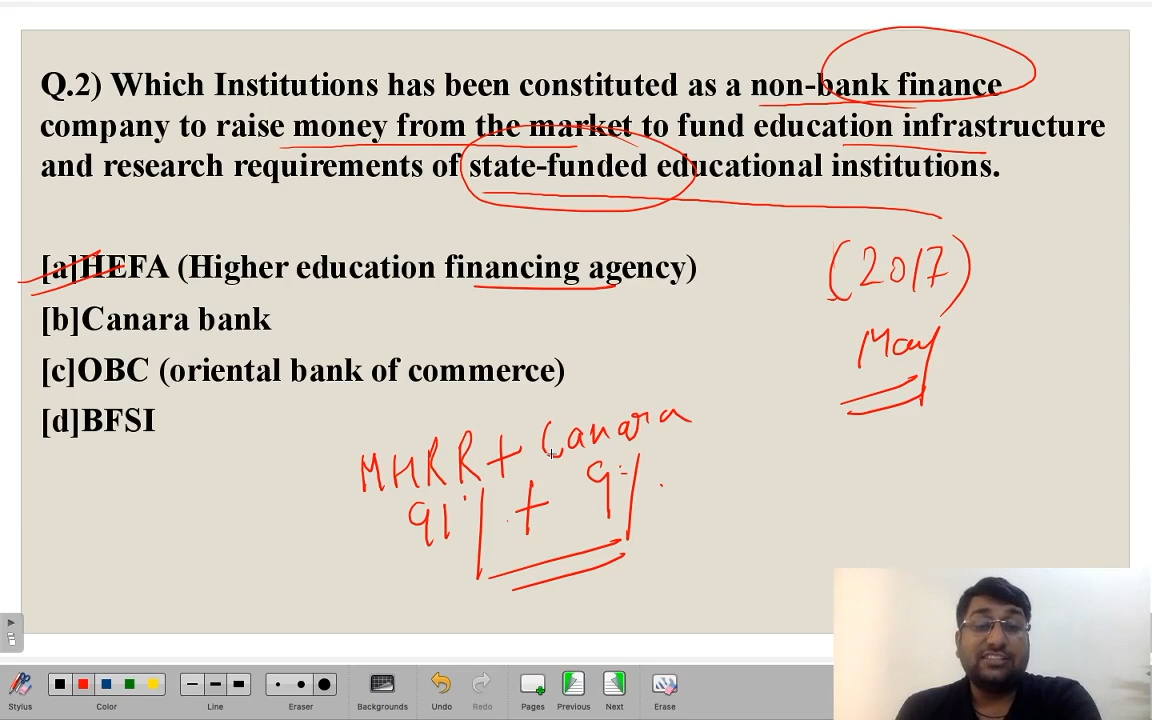 Q.2) Which Institutions has been constituted as a non-bank finance
company to raise money from the market to fund education infrastructure
and research requirements of state-funded educational institutions.
[a]HEFA (Higher education financing agency)
(2017)
[b]Canara bank
May
[c]OBC (oriental bank of commerce)
[d]BFSI
MHRR + Canara
91% + 9%
Stylus
Color
Line
Eraser
Backgrounds
Undo
Redo
Pages
Previous
Next
Erase